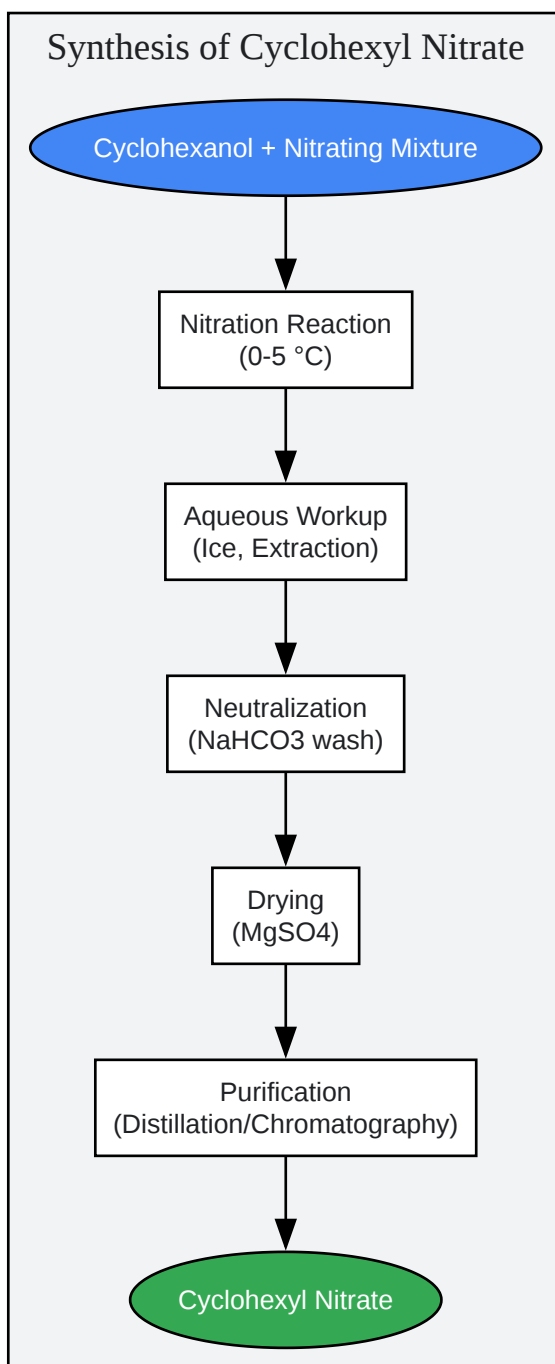 Synthesis of Cyclohexyl Nitrate
Cyclohexanol + Nitrating Mixture
Nitration Reaction
(0-5 °C)
Aqueous Workup
(Ice, Extraction)
Neutralization
(NaHCO3 wash)
Drying
(MgSO4)
Purification
(Distillation/Chromatography)
Cyclohexyl Nitrate